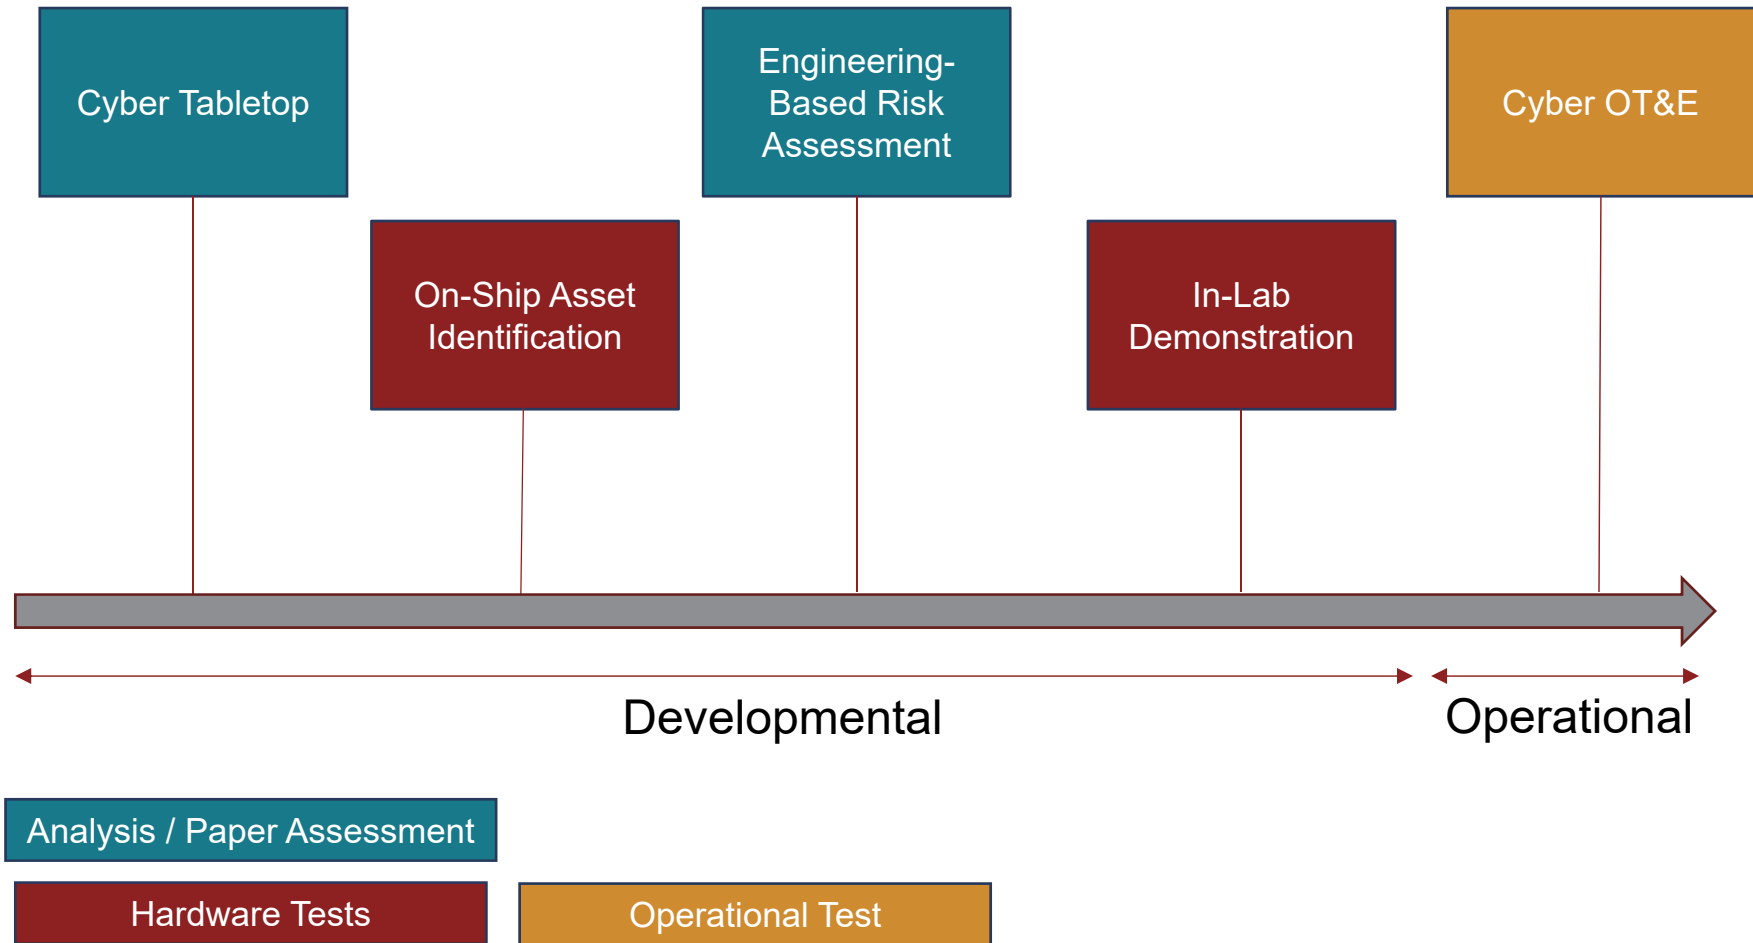 Cyber Tabletop
Engineering-
Based Risk
Assessment
Cyber OT&E
On-Ship Asset
Identification
In-Lab
Demonstration
Developmental
Operational
Analysis / Paper Assessment
Hardware Tests
Operational Test